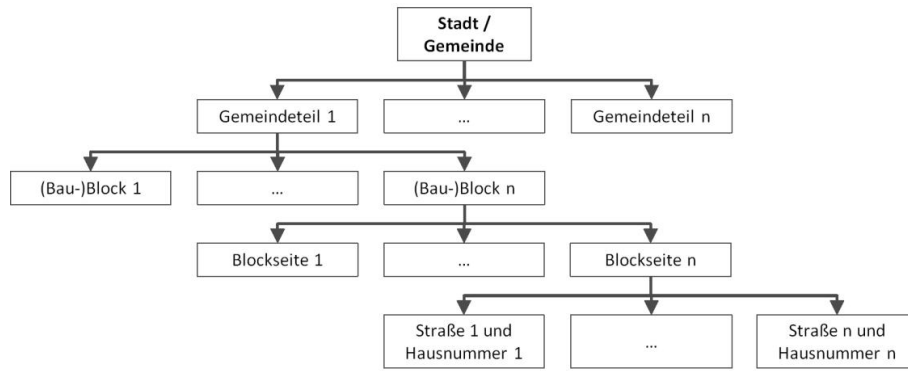 Stadt /
Gemeinde
Gemeindeteil 1
...
Gemeindeteil n
(Bau-)Block 1
...
(Bau-)Block n
Blockseite 1
...
Blockseite n
Straße 1 und
Hausnummer 1
...
Straße n und
Hausnummer n